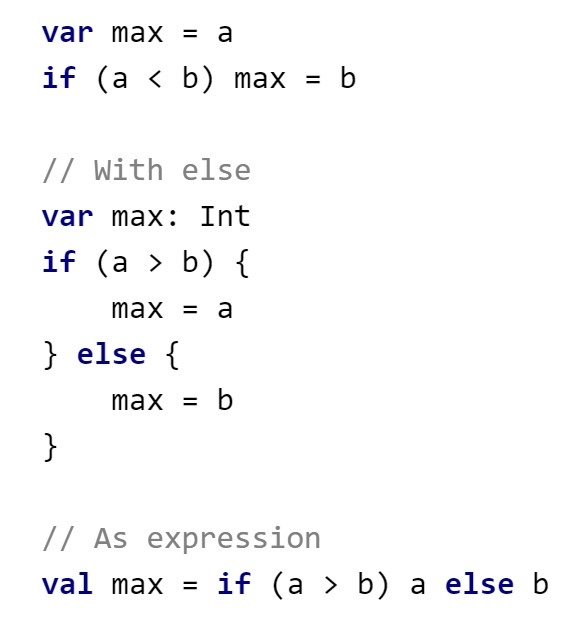 var max = a
if (a < b) max = b
// With else
var max: Int
if (a > b) {
    max = a
} else {
    max = b
}
// As expression
val max = if (a > b) a else b